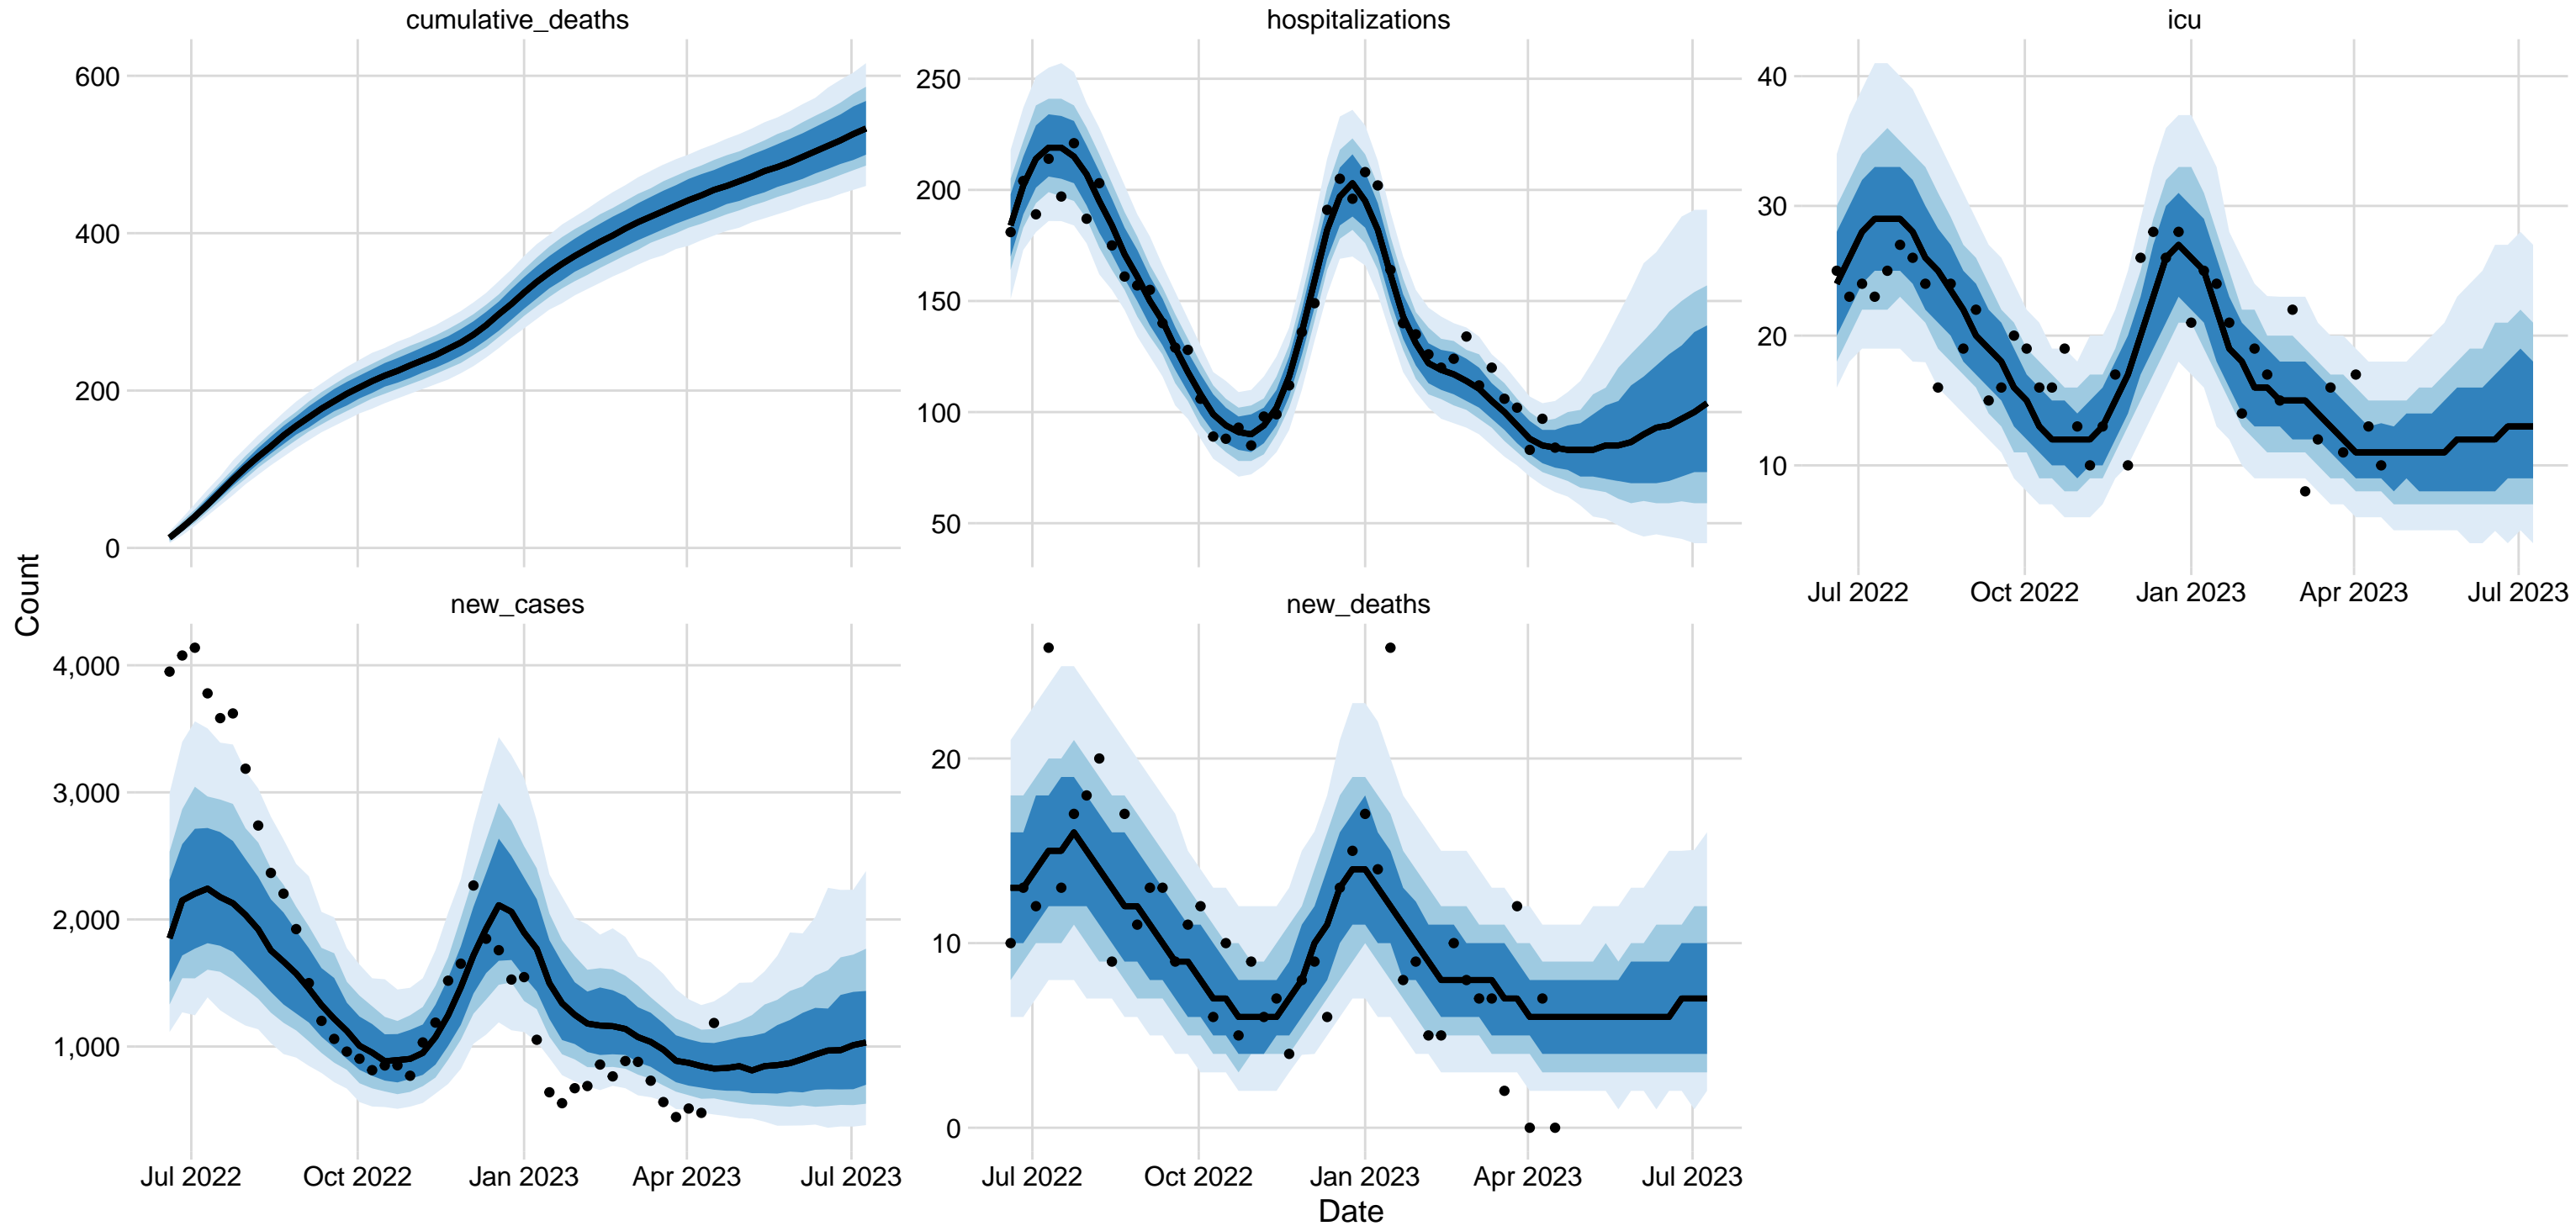 cumulative_deaths
hospitalizations
icu
600
400
200
0
250
200
150
100
50
40
30
20
10
Jul 2022 Oct 2022 Jan 2023 Apr 2023 Jul 2023
Count
new_cases
new_deaths
4,000
3,000
2,000
1,000
20
10
0
Jul 2022 Oct 2022 Jan 2023 Apr 2023 Jul 2023
Jul 2022 Oct 2022 Jan 2023 Apr 2023 Jul 2023
Date